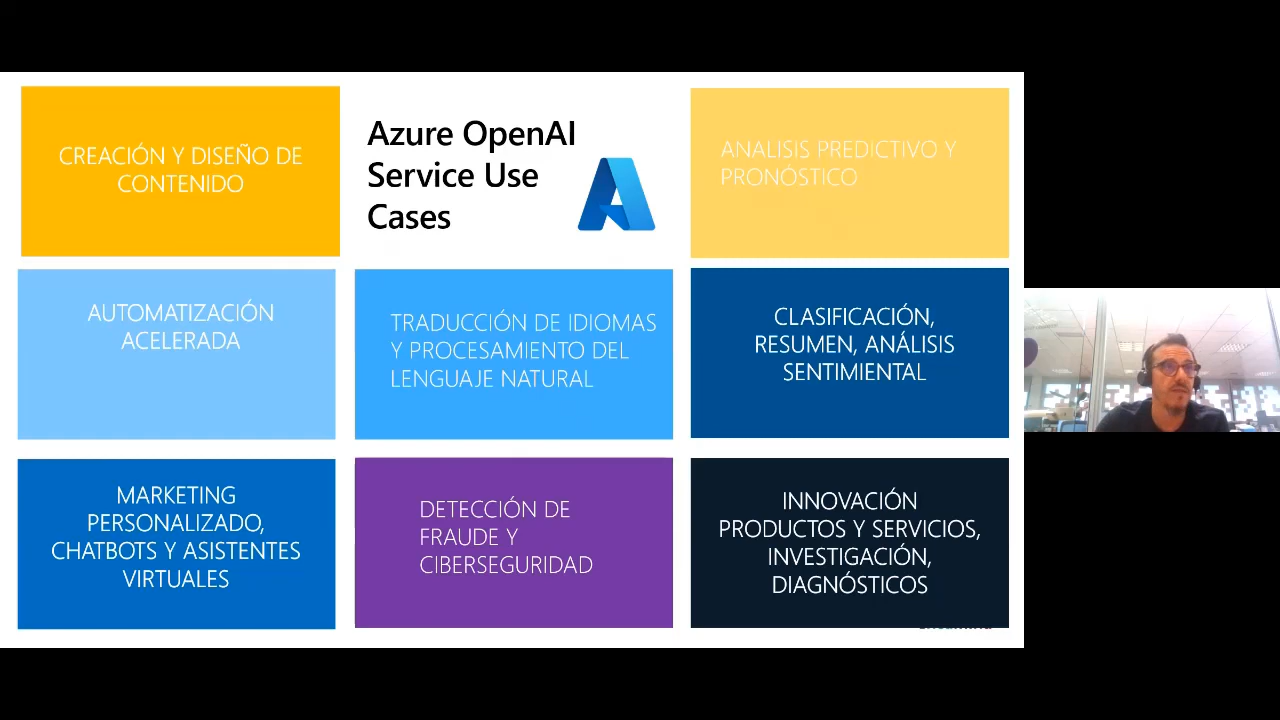 CREACIÓN Y DISEÑO DE
CONTENIDO
Azure OpenAI
Service Use
Cases
ANALISIS PREDICTIVO Y
PRONÓSTICO
AUTOMATIZACIÓN
ACELERADA
TRADUCCIÓN DE IDIOMAS
Y PROCESAMIENTO DEL
LENGUAJE NATURAL
CLASIFICACIÓN,
RESUMEN, ANÁLISIS
SENTIMIENTAL
MARKETING
PERSONALIZADO,
CHATBOTS Y ASISTENTES
VIRTUALES
DETECCIÓN DE
FRAUDE Y
CIBERSEGURIDAD
INNOVACIÓN
PRODUCTOS Y SERVICIOS,
INVESTIGACIÓN,
DIAGNÓSTICOS